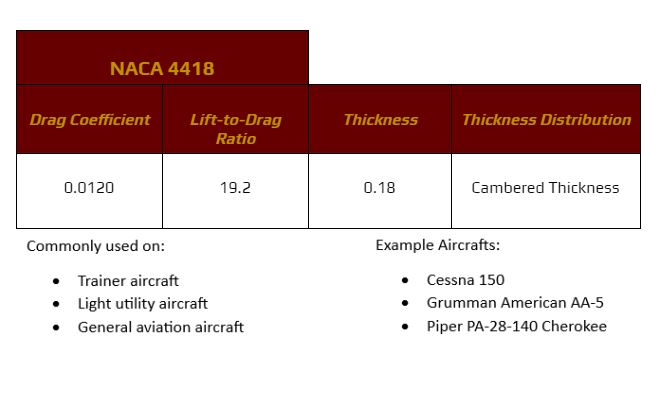 NACA 4418
Drag Coefficient
Lift-to-Drag
Ratio
Thickness
Thickness Distribution
0.0120
19.2
0.18
Cambered Thickness
Commonly used on:
• Trainer aircraft
• Light utility aircraft
• General aviation aircraft
Example Aircrafts:
• Cessna 150
• Grumman American AA-5
• Piper PA-28-140 Cherokee